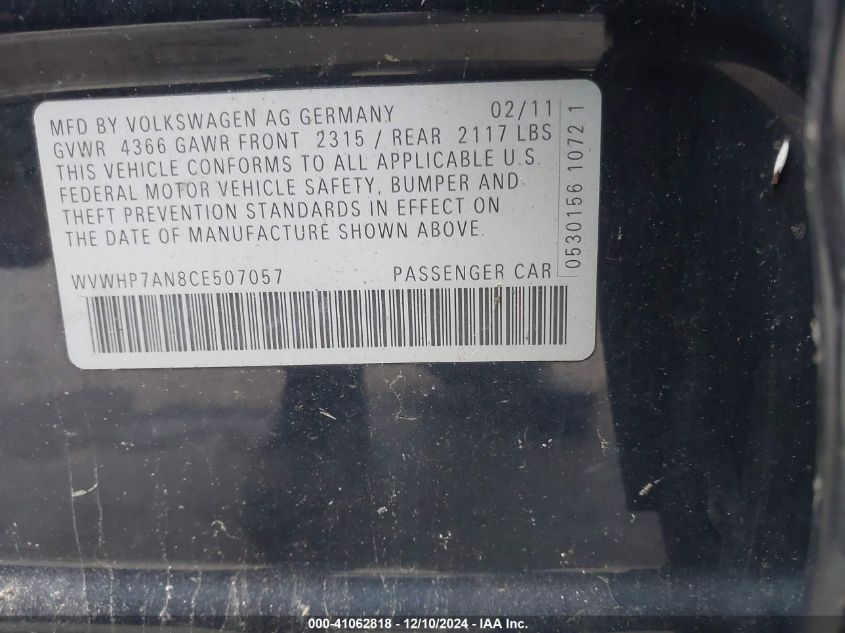 MFD BY VOLKSWAGEN AG GERMANY 02/11
GVWR 4366 GAWR FRONT 2315 / REAR 2117 LBS
THIS VEHICLE CONFORMS TO ALL APPLICABLE U.S.
FEDERAL MOTOR VEHICLE SAFETY, BUMPER AND
THEFT PREVENTION STANDARDS IN EFFECT ON
THE DATE OF MANUFACTURE SHOWN ABOVE.
WVWHP7AN8CE507057 PASSENGER CAR
0530156 1072 1
000-41062818 - 12/10/2024 - IAA Inc.